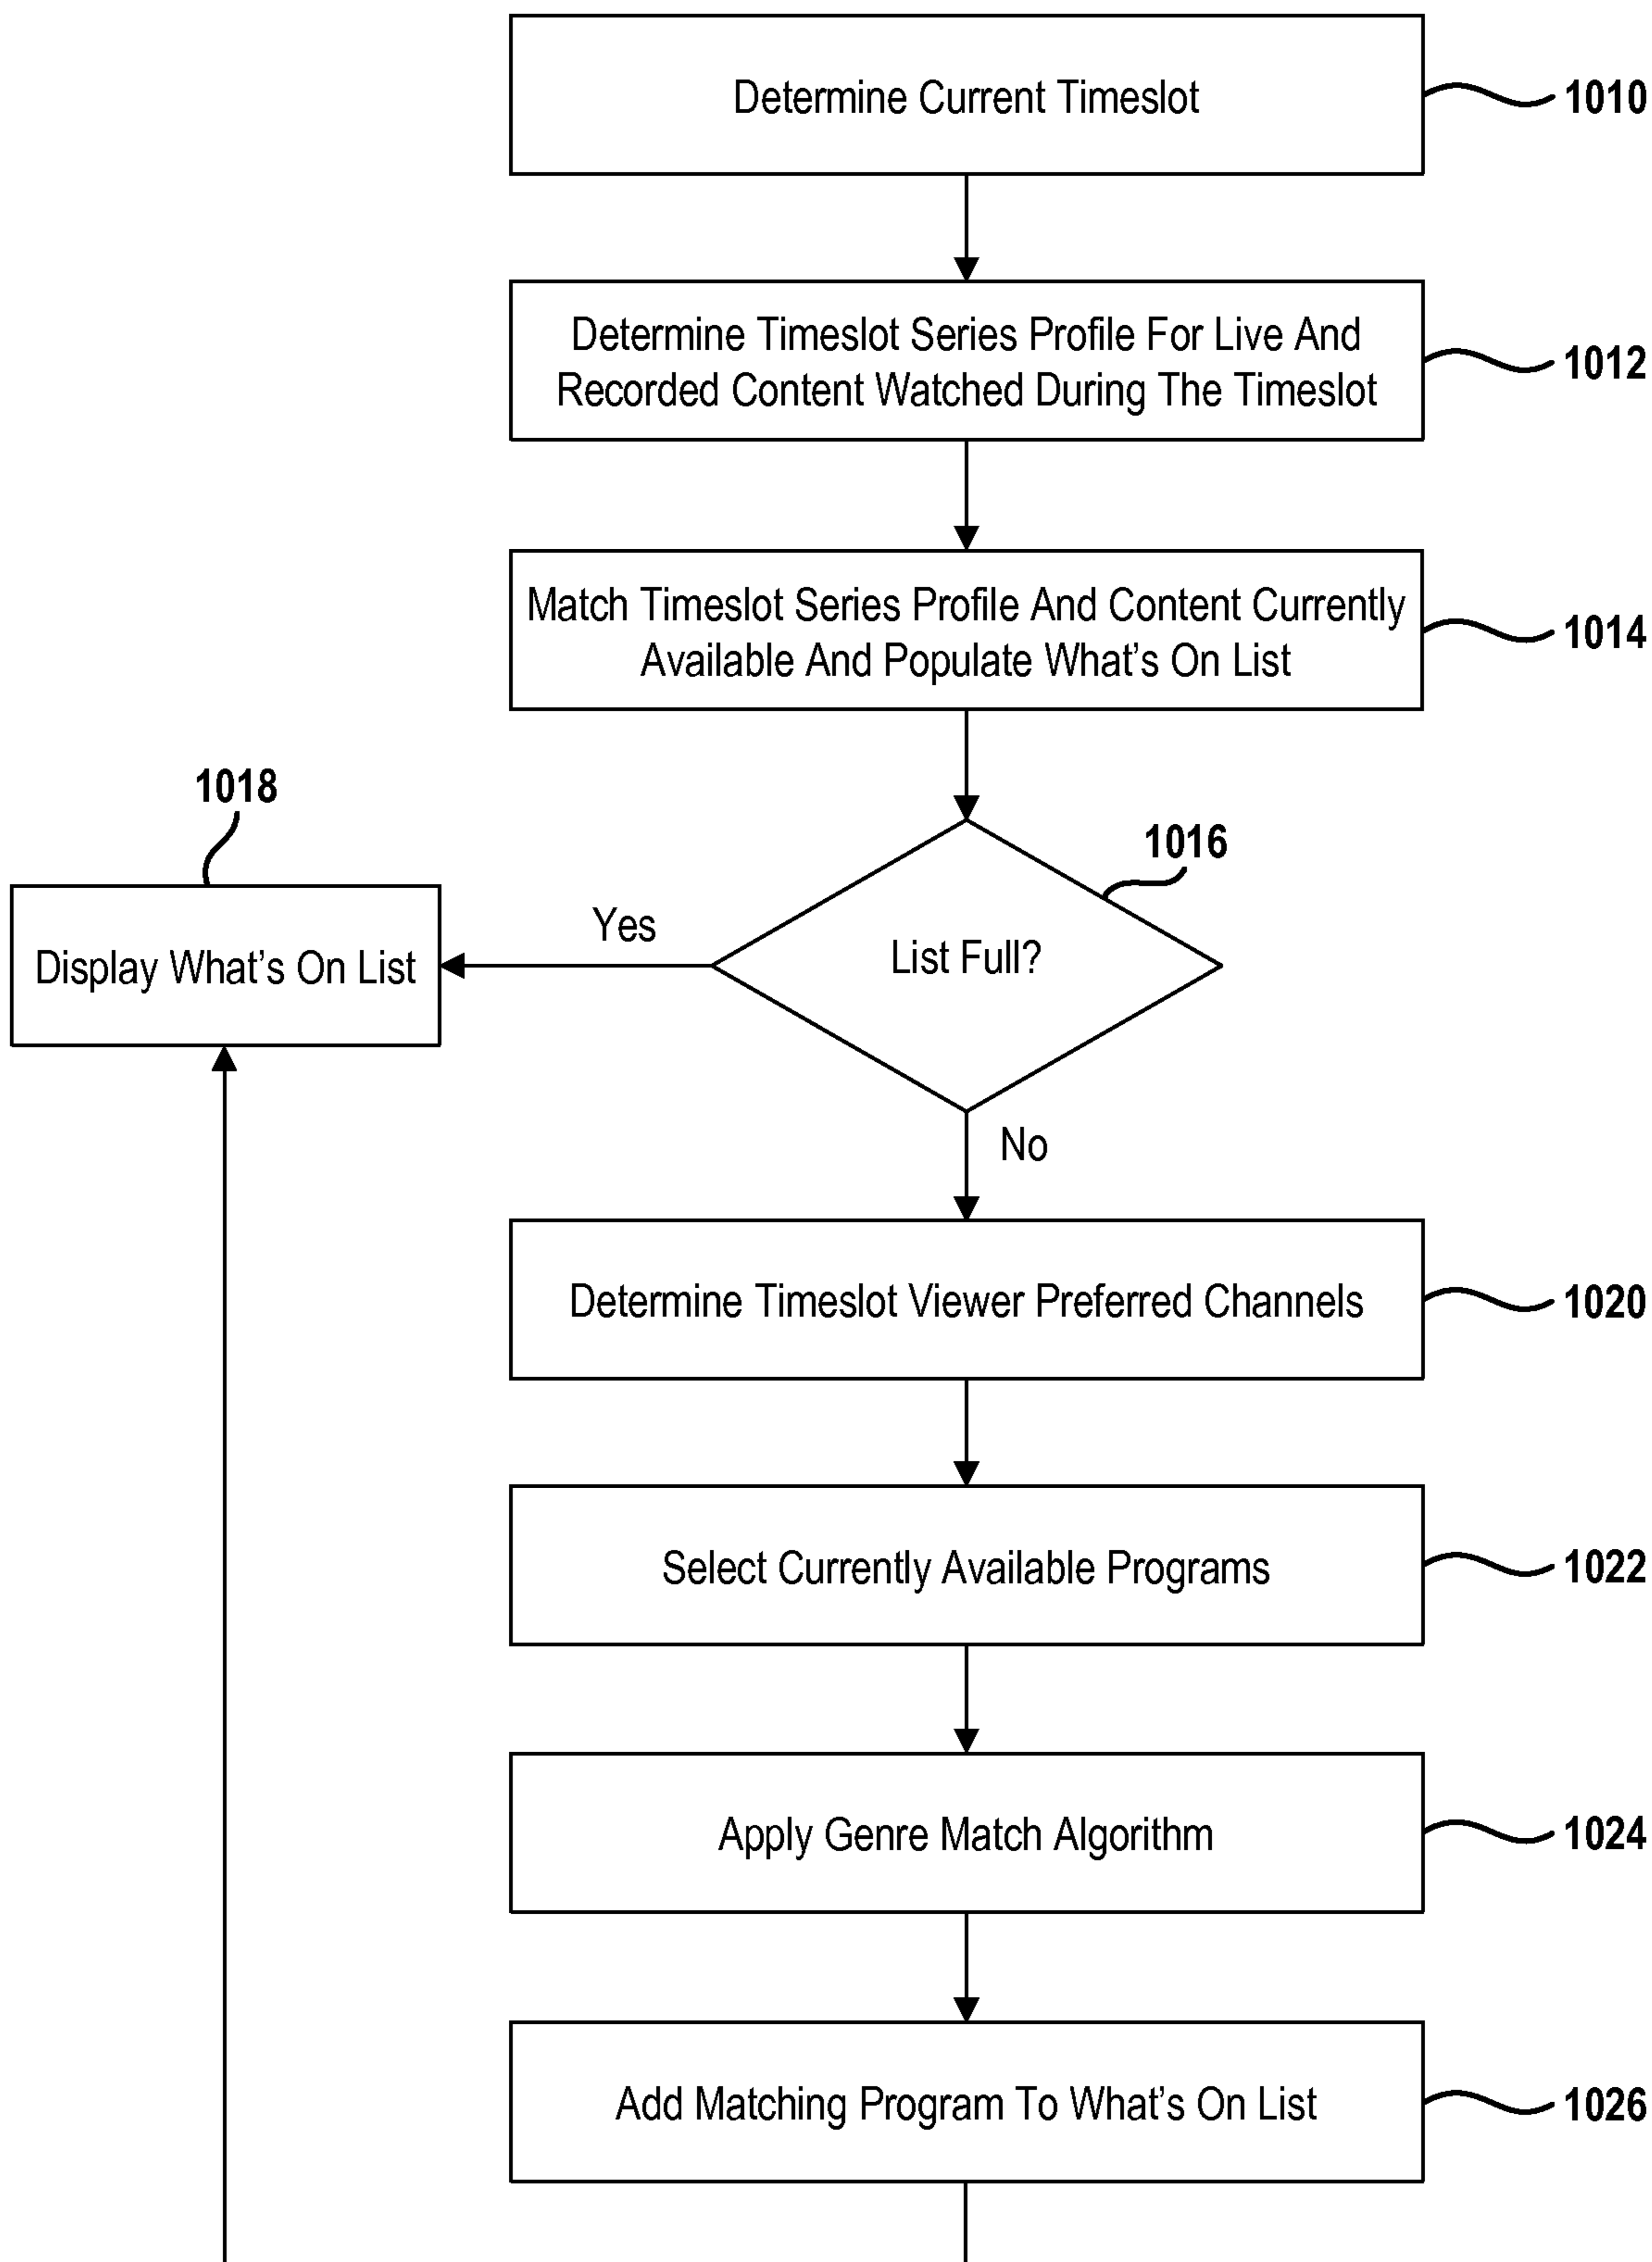 Determine Current Timeslot
1010
Determine Timeslot Series Profile For Live And
Recorded Content Watched During The Timeslot
1012
Match Timeslot Series Profile And Content Currently
Available And Populate What's On List
1014
1018
1016
Display What's On List
Yes
List Full?
No
Determine Timeslot Viewer Preferred Channels
1020
Select Currently Available Programs
1022
Apply Genre Match Algorithm
1024
Add Matching Program To What's On List
1026